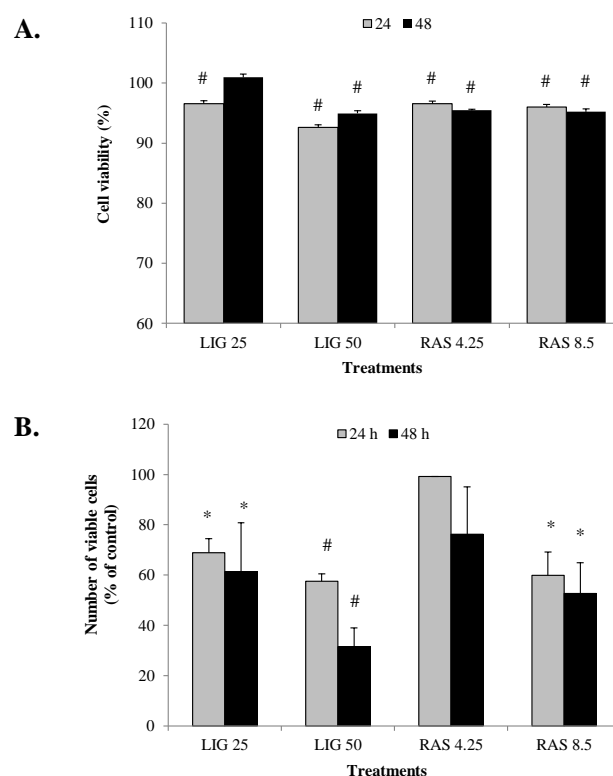 A.
24 48
110
100
90
80
70
60
Cell viability (%)
# # # # # # #
LIG 25 LIG 50 RAS 4.25 RAS 8.5
Treatments
B.
24 h 48 h
120
100
80
60
40
20
0
Number of viable cells
(% of control)
* * # # * *
LIG 25 LIG 50 RAS 4.25 RAS 8.5
Treatments